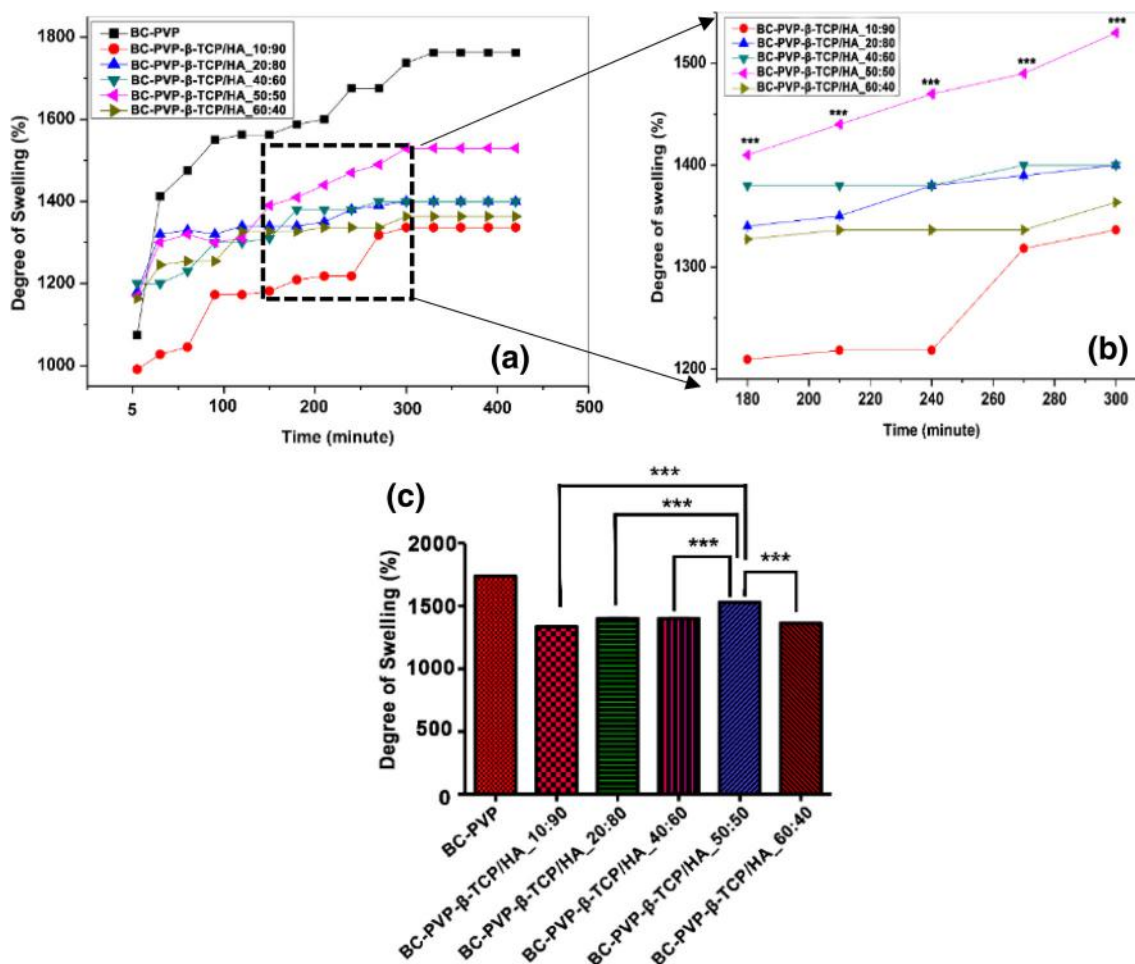 BC-PVP
BC-PVP-β-TCP/HA_10:90
BC-PVP-β-TCP/HA_20:80
BC-PVP-β-TCP/HA_40:60
BC-PVP-β-TCP/HA_50:50
BC-PVP-β-TCP/HA_60:40
1800
1600
1400
1200
1000
Degree of Swelling (%)
5
100
200
300
400
500
Time (minute)
(a)
BC-PVP-β-TCP/HA_10:90
BC-PVP-β-TCP/HA_20:80
BC-PVP-β-TCP/HA_40:60
BC-PVP-β-TCP/HA_50:50
BC-PVP-β-TCP/HA_60:40
***
***
***
***
***
1500
1400
1300
1200
Degree of swelling (%)
180
200
220
240
260
280
300
Time (minute)
(b)
(c)
***
***
***
***
2000
1500
1000
500
0
Degree of Swelling (%)
BC-PVP
BC-PVP-β-TCP/HA_10:90
BC-PVP-β-TCP/HA_20:80
BC-PVP-β-TCP/HA_40:60
BC-PVP-β-TCP/HA_50:50
BC-PVP-β-TCP/HA_60:40